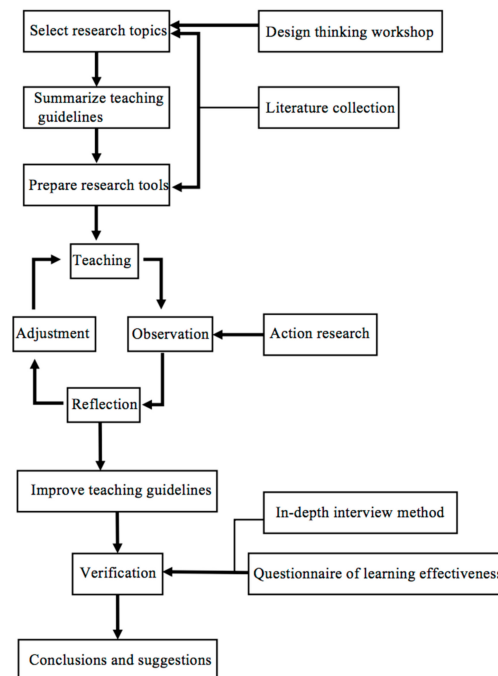 Select research topics
Design thinking workshop
Summarize teaching
guidelines
Literature collection
Prepare research tools
Teaching
Adjustment
Observation
Action research
Reflection
Improve teaching guidelines
In-depth interview method
Verification
Questionnaire of learning effectiveness
Conclusions and suggestions